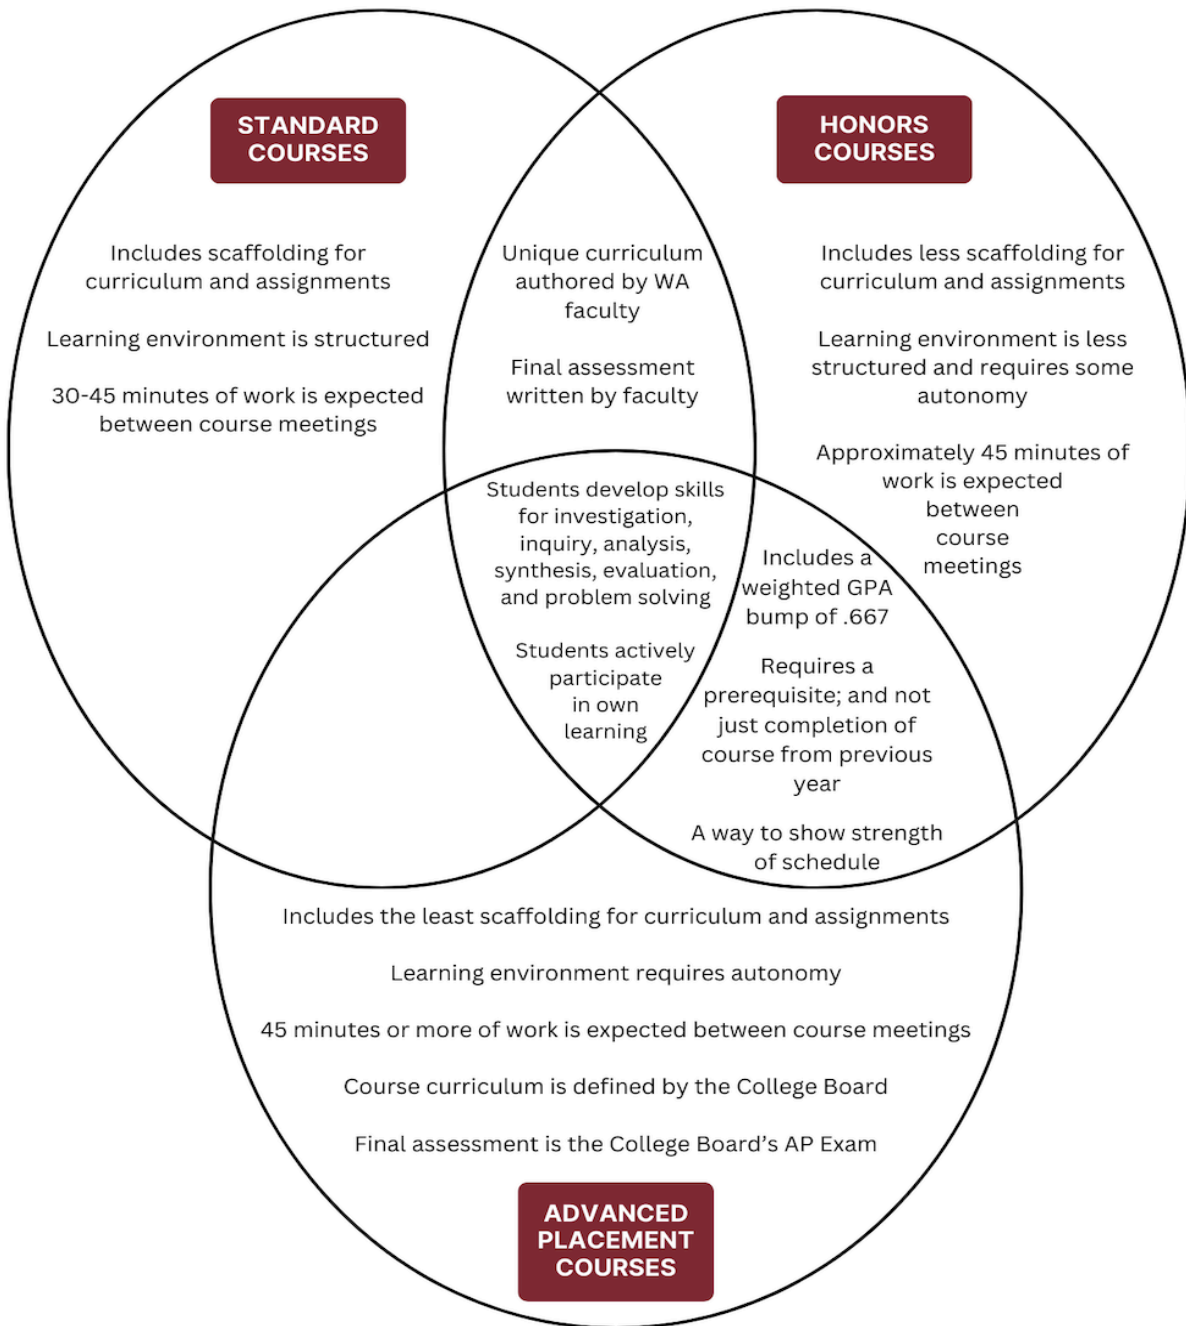 STANDARD
COURSES
HONORS
COURSES
Includes scaffolding for
curriculum and assignments
Learning environment is structured
30-45 minutes of work is expected
between course meetings
Unique curriculum
authored by WA
faculty
Final assessment
written by faculty
Includes less scaffolding for
curriculum and assignments
Learning environment is less
structured and requires some
autonomy
Approximately 45 minutes of
work is expected
between
course
meetings
Students develop skills
for investigation,
inquiry, analysis,
synthesis, evaluation,
and problem solving
Students actively
participate
in own
learning
Includes a
weighted GPA
bump of .667
Requires a
prerequisite; and not
just completion of
course from previous
year
A way to show strength
of schedule
Includes the least scaffolding for curriculum and assignments
Learning environment requires autonomy
45 minutes or more of work is expected between course meetings
Course curriculum is defined by the College Board
Final assessment is the College Board’s AP Exam
ADVANCED
PLACEMENT
COURSES